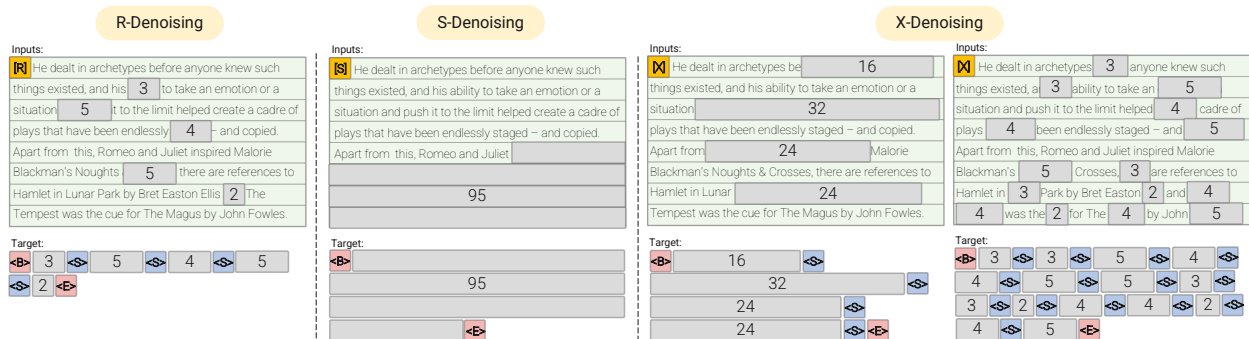 R-Denoising
S-Denoising
X-Denoising
Inputs:
[R] He dealt in archetypes before anyone knew such
things existed, and his 3 to take an emotion or a
situation 5 it to the limit helped create a cadre of
plays that have been endlessly 4 – and copied.
Apart from this, Romeo and Juliet inspired Malorie
Blackman's Noughts 5 there are references to
Hamlet in Lunar Park by Bret Easton Ellis 2 The
Tempest was the cue for The Magus by John Fowles.
Target:
<B> 3 <S> 5 <S> 4 <S> 5
<S> 2 <E>
Inputs:
[S] He dealt in archetypes before anyone knew such
things existed, and his ability to take an emotion or a
situation and push it to the limit helped create a cadre of
plays that have been endlessly staged – and copied.
Apart from this, Romeo and Juliet
95
Target:
<B>
95
<E>
Inputs:
[X] He dealt in archetypes be 16
things existed, and his ability to take an emotion or a
situation 32
plays that have been endlessly staged – and copied.
Apart from 24 Malorie
Blackman's Noughts & Crosses, there are references to
Hamlet in Lunar 24
Tempest was the cue for The Magus by John Fowles.
Target:
<B> 16 <S>
32 <S>
24 <S>
24 <S> <E>
Inputs:
[X] He dealt in archetypes 3 anyone knew such
things existed, a 3 ability to take an 5
situation and push it to the limit helped 4 cadre of
plays 4 been endlessly staged – and 5
Apart from this, Romeo and Juliet inspired Malorie
Blackman's 5 Crosses, 3 are references to
Hamlet in 3 Park by Bret Easton 2 and 4
4 was the 2 for The 4 by John 5
Target:
<B> 3 <S> 3 <S> 5 <S> 4 <S>
4 <S> 5 <S> 5 <S> 3 <S>
3 <S> 2 <S> 4 <S> 4 <S> 2 <S>
4 <S> 5 <E>